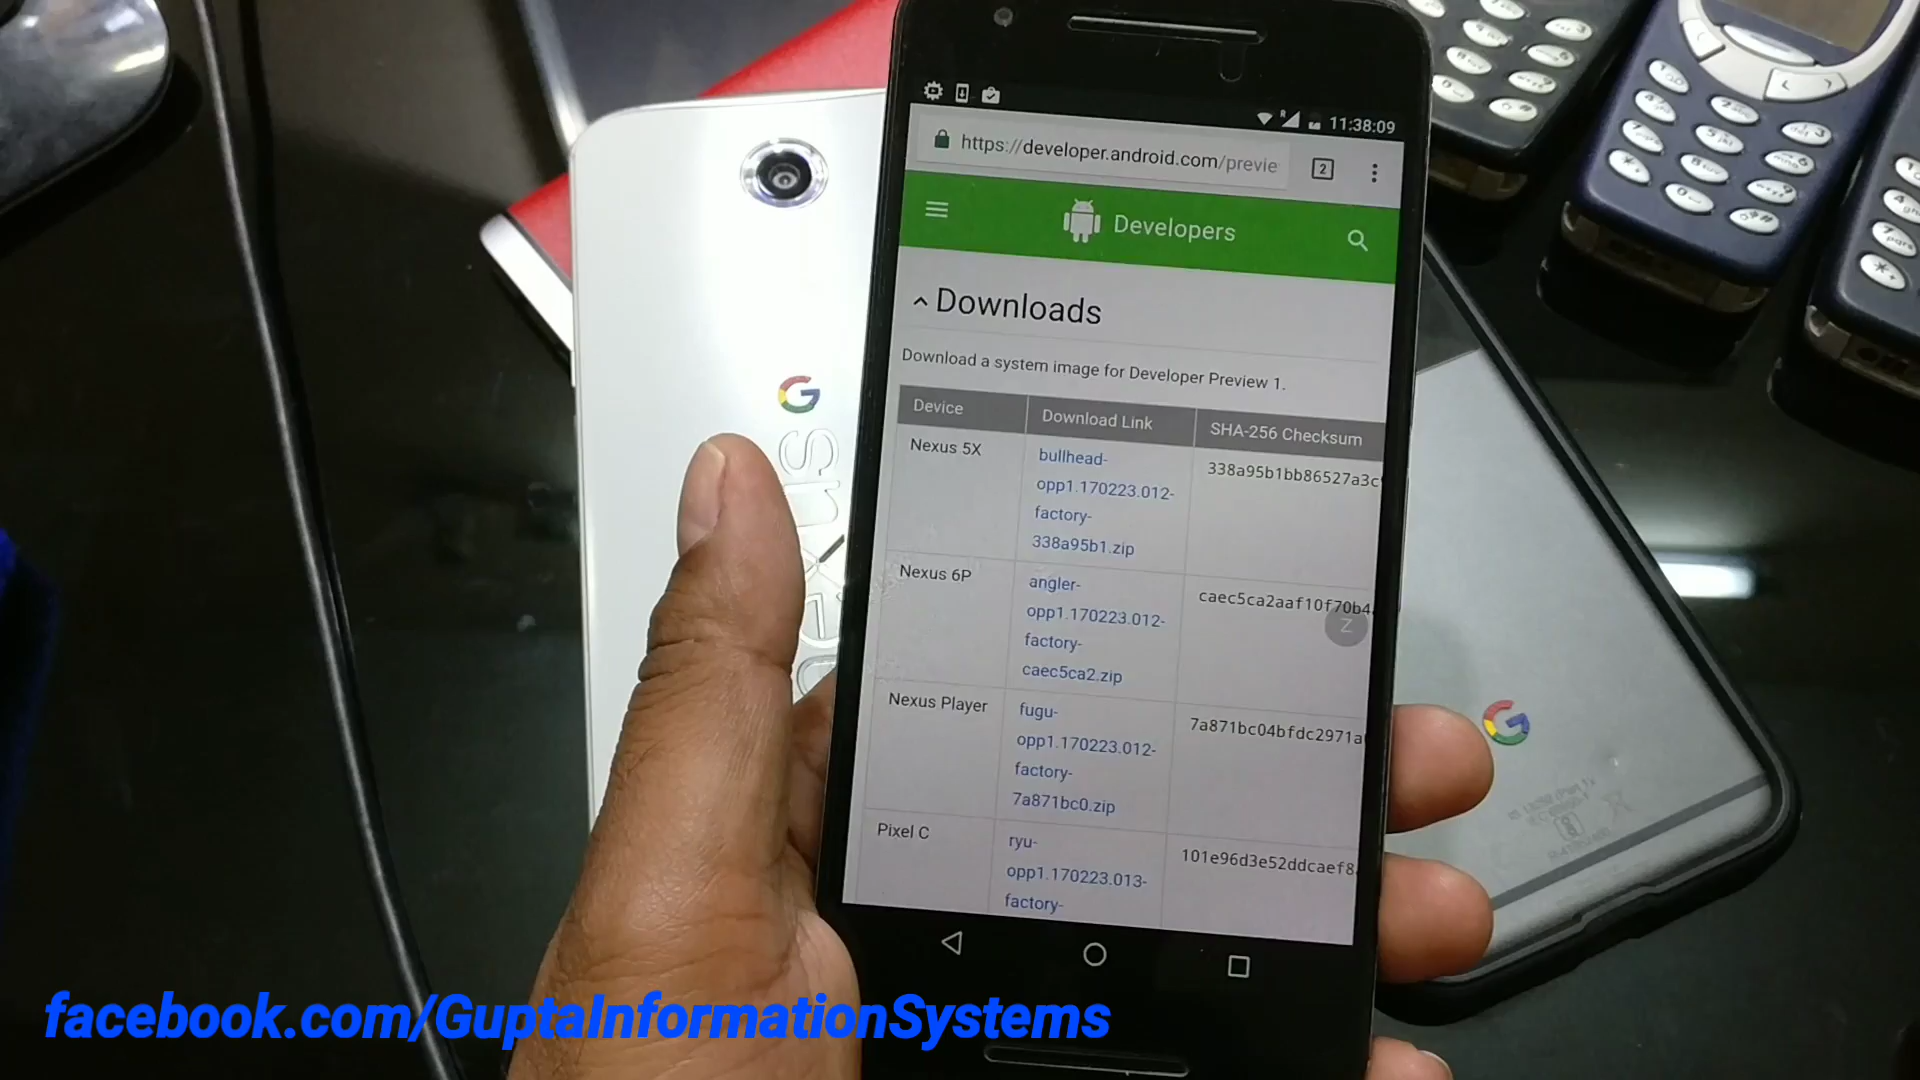 11:38:09
https://developer.android.com/previe
2
Developers
Downloads
Download a system image for Developer Preview 1.
Device
Download Link
SHA-256 Checksum
Nexus 5X
bullhead-
opp1.170223.012-
factory-
338a95b1.zip
338a95b1bb86527a3c
Nexus 6P
angler-
opp1.170223.012-
factory-
caec5ca2.zip
caec5ca2aaf10f70b4
Z
Nexus Player
fugu-
opp1.170223.012-
factory-
7a871bc0.zip
7a871bc04bfdc2971a
Pixel C
ryu-
opp1.170223.013-
factory-
101e96d3e52ddcaef8
G
nexus
G
facebook.com/GuptaInformationSystems